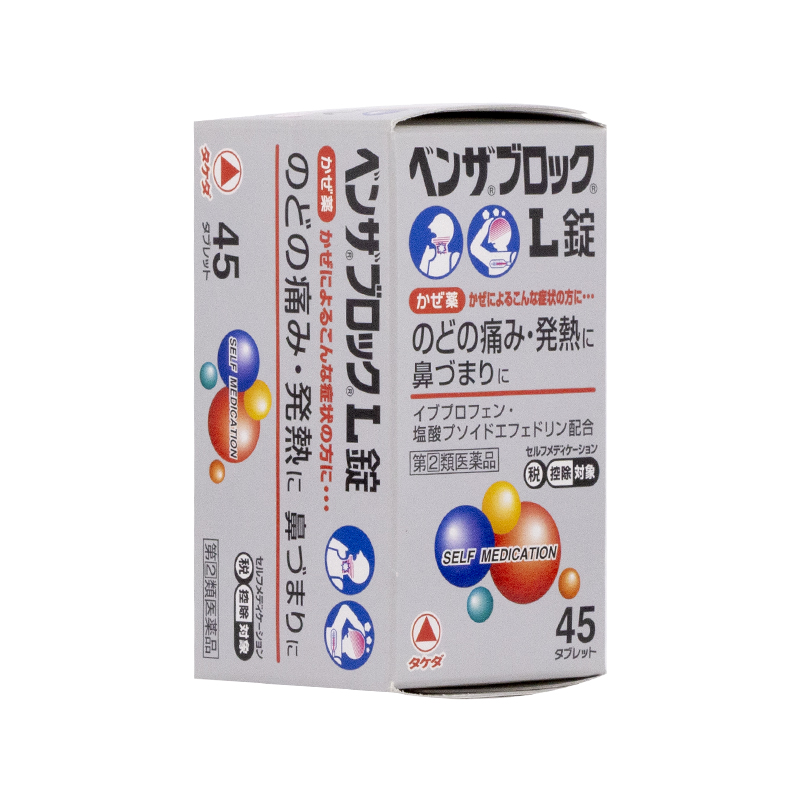 ベンザ®ブロック®
L錠
かぜ薬 かぜによるこんな症状の方に…
のどの痛み・発熱に
鼻づまりに
イブプロフェン・
塩酸プソイドエフェドリン配合
第②類医薬品
セルフメディケーション
税 控除 対象
SELF MEDICATION
タケダ
45
タブレット
ベンザ®ブロック®L錠
かぜ薬 かぜによるこんな症状の方に…
のどの痛み・発熱に 鼻づまりに
タケダ
45
タブレット
SELF MEDICATION
セルフメディケーション
税 控除 対象
第②類医薬品